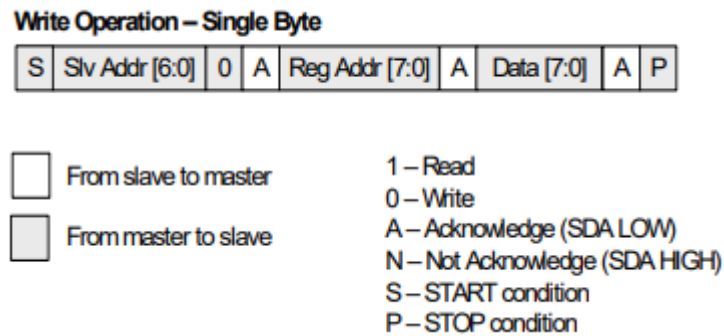 Write Operation – Single Byte
S Slv Addr [6:0] 0 A Reg Addr [7:0] A Data [7:0] A P
From slave to master
From master to slave
1 – Read
0 – Write
A – Acknowledge (SDA LOW)
N – Not Acknowledge (SDA HIGH)
S – START condition
P – STOP condition